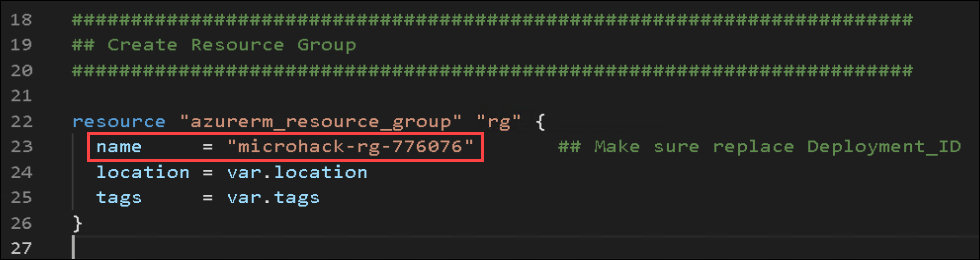 18 ######################################################################
19 ## Create Resource Group
20 ######################################################################
21
22 resource "azurerm_resource_group" "rg" {
23   name     = "microhack-rg-776076"       ## Make sure replace Deployment_ID
24   location = var.location
25   tags     = var.tags
26 }
27